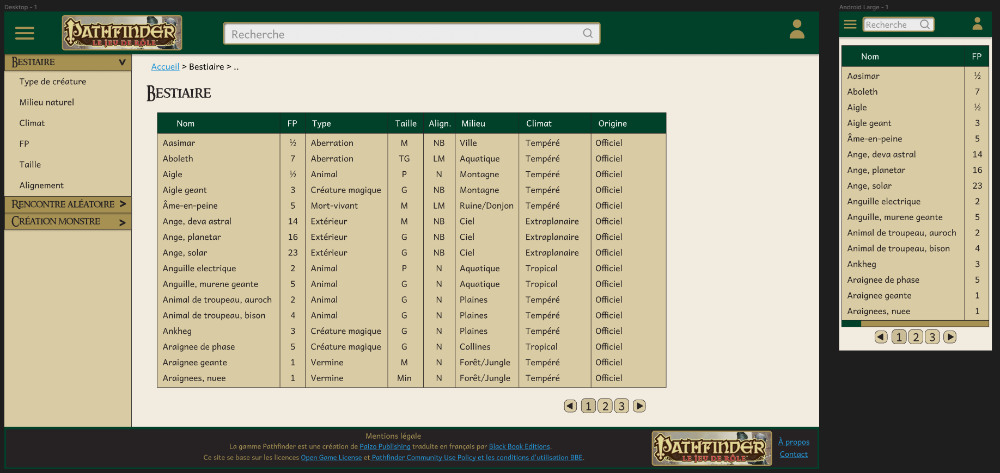 Desktop - 1
PATHFINDER
LE JEU DE RÔLE
Recherche
BESTIAIRE
Type de créature
Milieu naturel
Climat
FP
Taille
Alignement
RENCONTRE ALÉATOIRE >
CRÉATION MONSTRE >
Accueil > Bestiaire > ..
BESTIAIRE
Nom FP Type Taille Align. Milieu Climat Origine
Aasimar ½ Aberration M NB Ville Tempéré Officiel
Aboleth 7 Aberration TG LM Aquatique Tempéré Officiel
Aigle ½ Animal P N Montagne Tempéré Officiel
Aigle geant 3 Créature magique G NB Montagne Tempéré Officiel
Âme-en-peine 5 Mort-vivant M LM Ruine/Donjon Tempéré Officiel
Ange, deva astral 14 Extérieur M NB Ciel Extraplanaire Officiel
Ange, planetar 16 Extérieur G NB Ciel Extraplanaire Officiel
Ange, solar 23 Extérieur G NB Ciel Extraplanaire Officiel
Anguille electrique 2 Animal P N Aquatique Tropical Officiel
Anguille, murene geante 5 Animal G N Aquatique Tropical Officiel
Animal de troupeau, auroch 2 Animal G N Plaines Tempéré Officiel
Animal de troupeau, bison 4 Animal G N Plaines Tempéré Officiel
Ankheg 3 Créature magique G N Plaines Tempéré Officiel
Araignee de phase 5 Créature magique G N Collines Tropical Officiel
Araignee geante 1 Vermine M N Forêt/Jungle Tempéré Officiel
Araignees, nuee 1 Vermine Min N Forêt/Jungle Tempéré Officiel
1 2 3
Mentions légale
La gamme Pathfinder est une création de Paizo Publishing traduite en français par Black Book Editions.
Ce site se base sur les licences Open Game License et Pathfinder Community Use Policy et les conditions d'utilisation BBE.
PATHFINDER
LE JEU DE RÔLE
À propos
Contact
Android Large - 1
Recherche
Nom FP
Aasimar ½
Aboleth 7
Aigle ½
Aigle geant 3
Âme-en-peine 5
Ange, deva astral 14
Ange, planetar 16
Ange, solar 23
Anguille electrique 2
Anguille, murene geante 5
Animal de troupeau, auroch 2
Animal de troupeau, bison 4
Ankheg 3
Araignee de phase 5
Araignee geante 1
Araignees, nuee 1
1 2 3